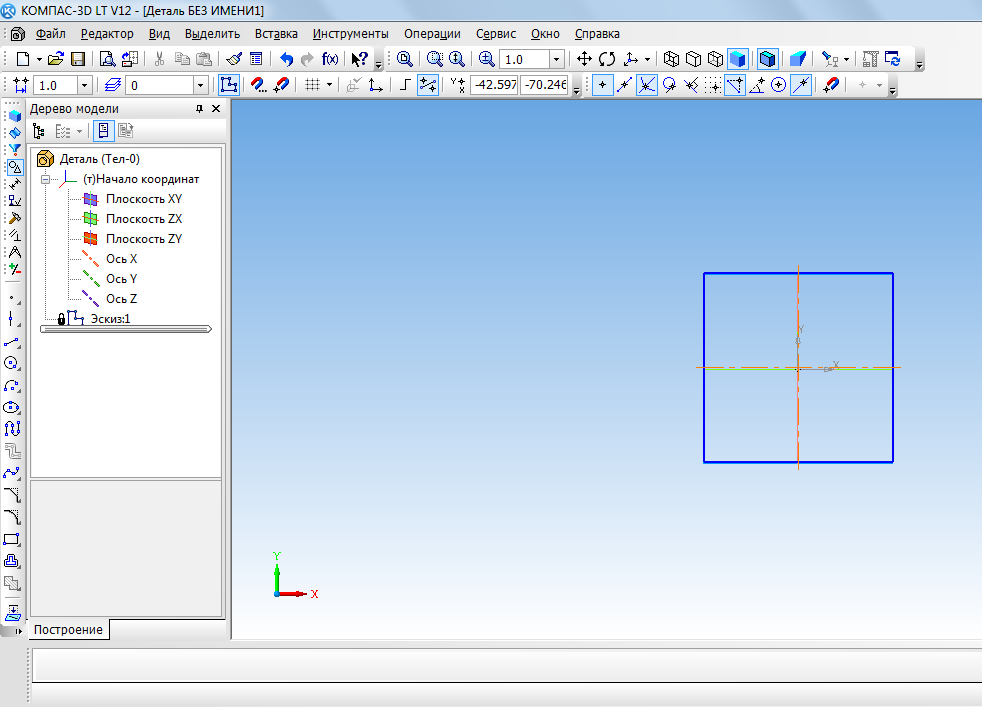 КОМПАС-3D LT V12 - [Деталь БЕЗ ИМЕНИ1]
Файл Редактор Вид Выделить Вставка Инструменты Операции Сервис Окно Справка
f(x) 1.0
1.0 0 -42.597 -70.246
Дерево модели
Деталь (Тел-0)
(т)Начало координат
Плоскость XY
Плоскость ZX
Плоскость ZY
Ось X
Ось Y
Ось Z
Эскиз:1
Y
X
Y
X
Построение